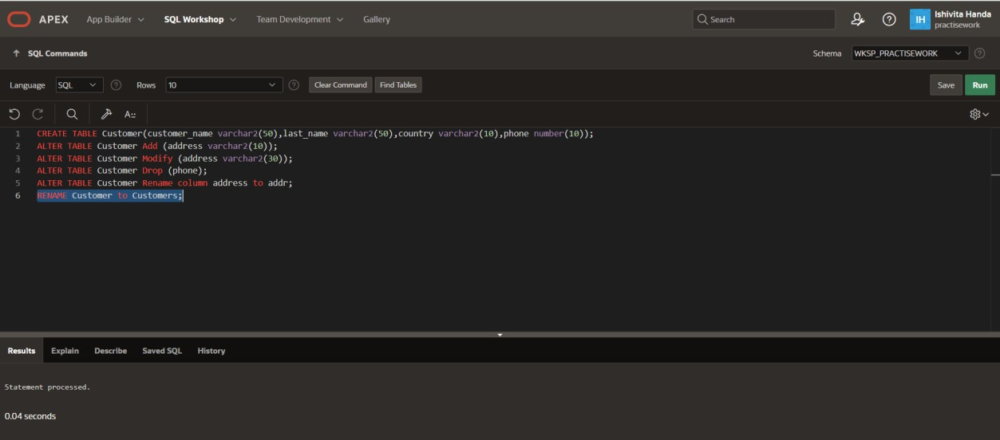 APEX App Builder SQL Workshop Team Development Gallery Search IH Ishivita Handa
practisework
SQL Commands Schema WKSP_PRACTISEWORK
Language SQL Rows 10 Clear Command Find Tables Save Run
1 CREATE TABLE Customer(customer_name varchar2(50),last_name varchar2(50),country varchar2(10),phone number(10));
2 ALTER TABLE Customer Add (address varchar2(10));
3 ALTER TABLE Customer Modify (address varchar2(30));
4 ALTER TABLE Customer Drop (phone);
5 ALTER TABLE Customer Rename column address to addr;
6 RENAME Customer to Customers;
Results Explain Describe Saved SQL History
Statement processed.
0.04 seconds